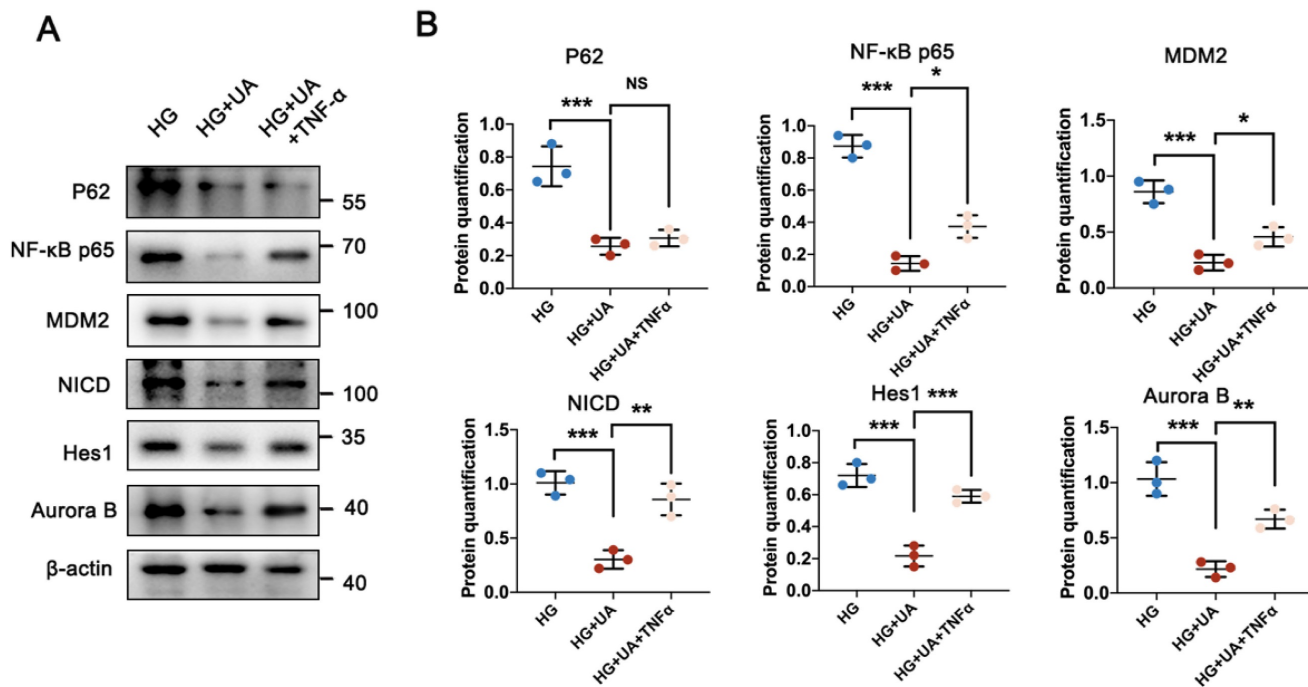 A
HG
HG+UA
HG+UA
+TNF-α
P62
55
NF-κB p65
70
MDM2
100
NICD
100
Hes1
35
Aurora B
40
β-actin
40
B
P62
NS
***
Protein quantification
1.0
0.8
0.6
0.4
0.2
0.0
HG
HG+UA
HG+UA+TNFα
NF-κB p65
***
*
Protein quantification
1.0
0.8
0.6
0.4
0.2
0.0
HG
HG+UA
HG+UA+TNFα
MDM2
***
*
Protein quantification
1.5
1.0
0.5
0.0
HG
HG+UA
HG+UA+TNFα
NICD
***
**
Protein quantification
1.5
1.0
0.5
0.0
HG
HG+UA
HG+UA+TNFα
Hes1
***
***
Protein quantification
1.0
0.8
0.6
0.4
0.2
0.0
HG
HG+UA
HG+UA+TNFα
Aurora B
***
**
Protein quantification
1.5
1.0
0.5
0.0
HG
HG+UA
HG+UA+TNFα